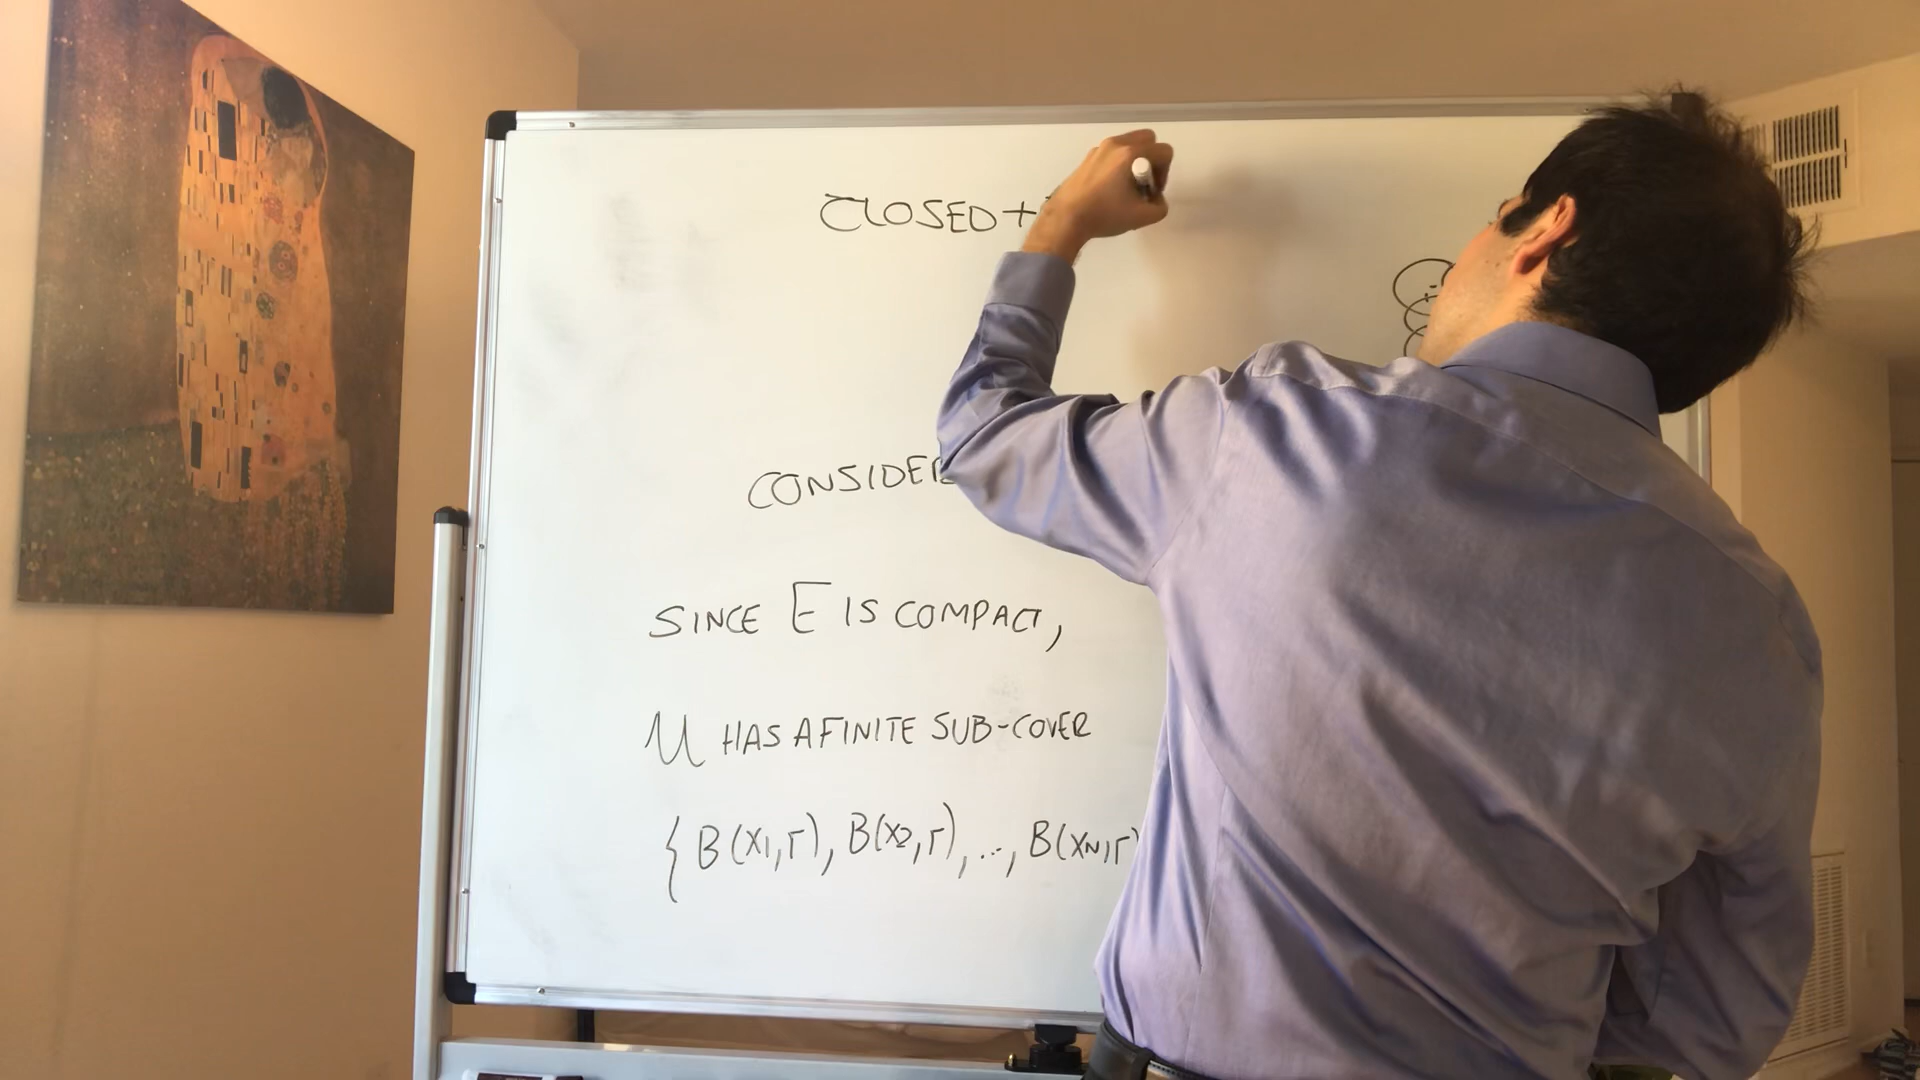 CLOSED +
CONSIDER
SINCE E IS COMPACT,
U HAS A FINITE SUB-COVER
{ B(X1,r), B(X2,r), ..., B(XN,r)